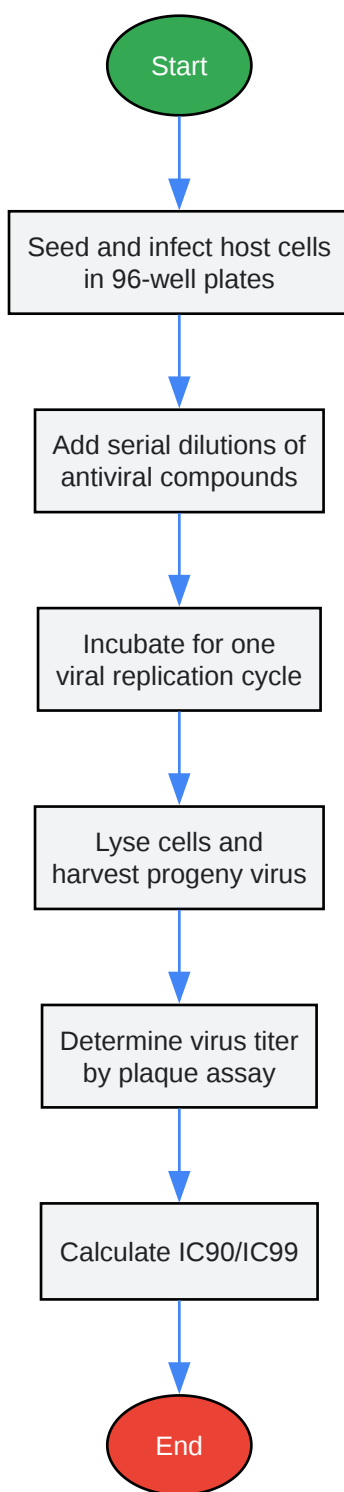 Start
Seed and infect host cells
in 96-well plates
Add serial dilutions of
antiviral compounds
Incubate for one
viral replication cycle
Lyse cells and
harvest progeny virus
Determine virus titer
by plaque assay
Calculate IC90/IC99
End